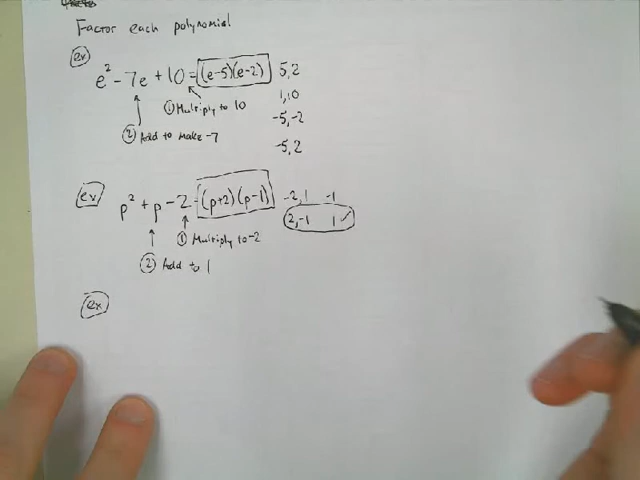 Factor each polynomial
ex
e² - 7e + 10 = (e-5)(e-2) 5, 2
1, 10
① Multiply to 10
-5, -2
② Add to make -7
-5, 2
ex
p² + p - 2 = (p+2)(p-1) -2, 1 -1
2, -1 1 ✓
① Multiply to -2
② Add to 1
ex